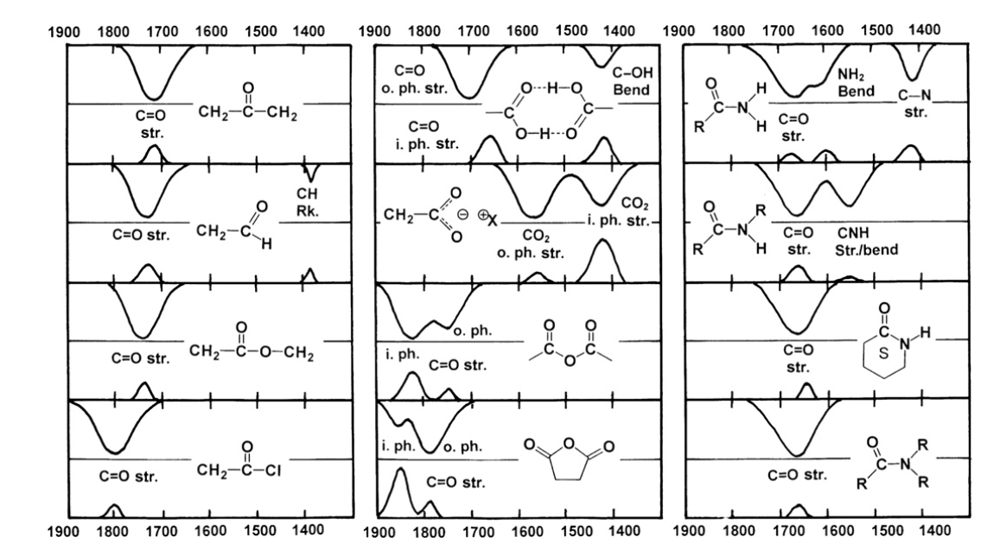 1900 1800 1700 1600 1500 1400
C=O
str.
O
CH₂—C—CH₂
C=O str.
CH₂—C
O
H
CH
Rk.
C=O str.
O
CH₂—C—O—CH₂
C=O str.
O
CH₂—C—Cl
1900 1800 1700 1600 1500 1400
1900 1800 1700 1600 1500 1400
C=O
o. ph. str.
C=O
i. ph. str.
C—OH
Bend
O---H—O
C C
O—H---O
CH₂—C
O
O
⊖ ⊕X
CO₂
o. ph. str.
CO₂
i. ph. str.
i. ph.
o. ph.
C=O str.
O O
C C
O
i. ph. o. ph.
C=O str.
O O O
1900 1800 1700 1600 1500 1400
1900 1800 1700 1600 1500 1400
O
R C—N H
H
C=O
str.
NH₂
Bend
C—N
str.
O
R C—N R
H
C=O
str.
CNH
Str./bend
C=O
str.
O
C N—H
S
C=O str.
O
R C—N R
R
1900 1800 1700 1600 1500 1400